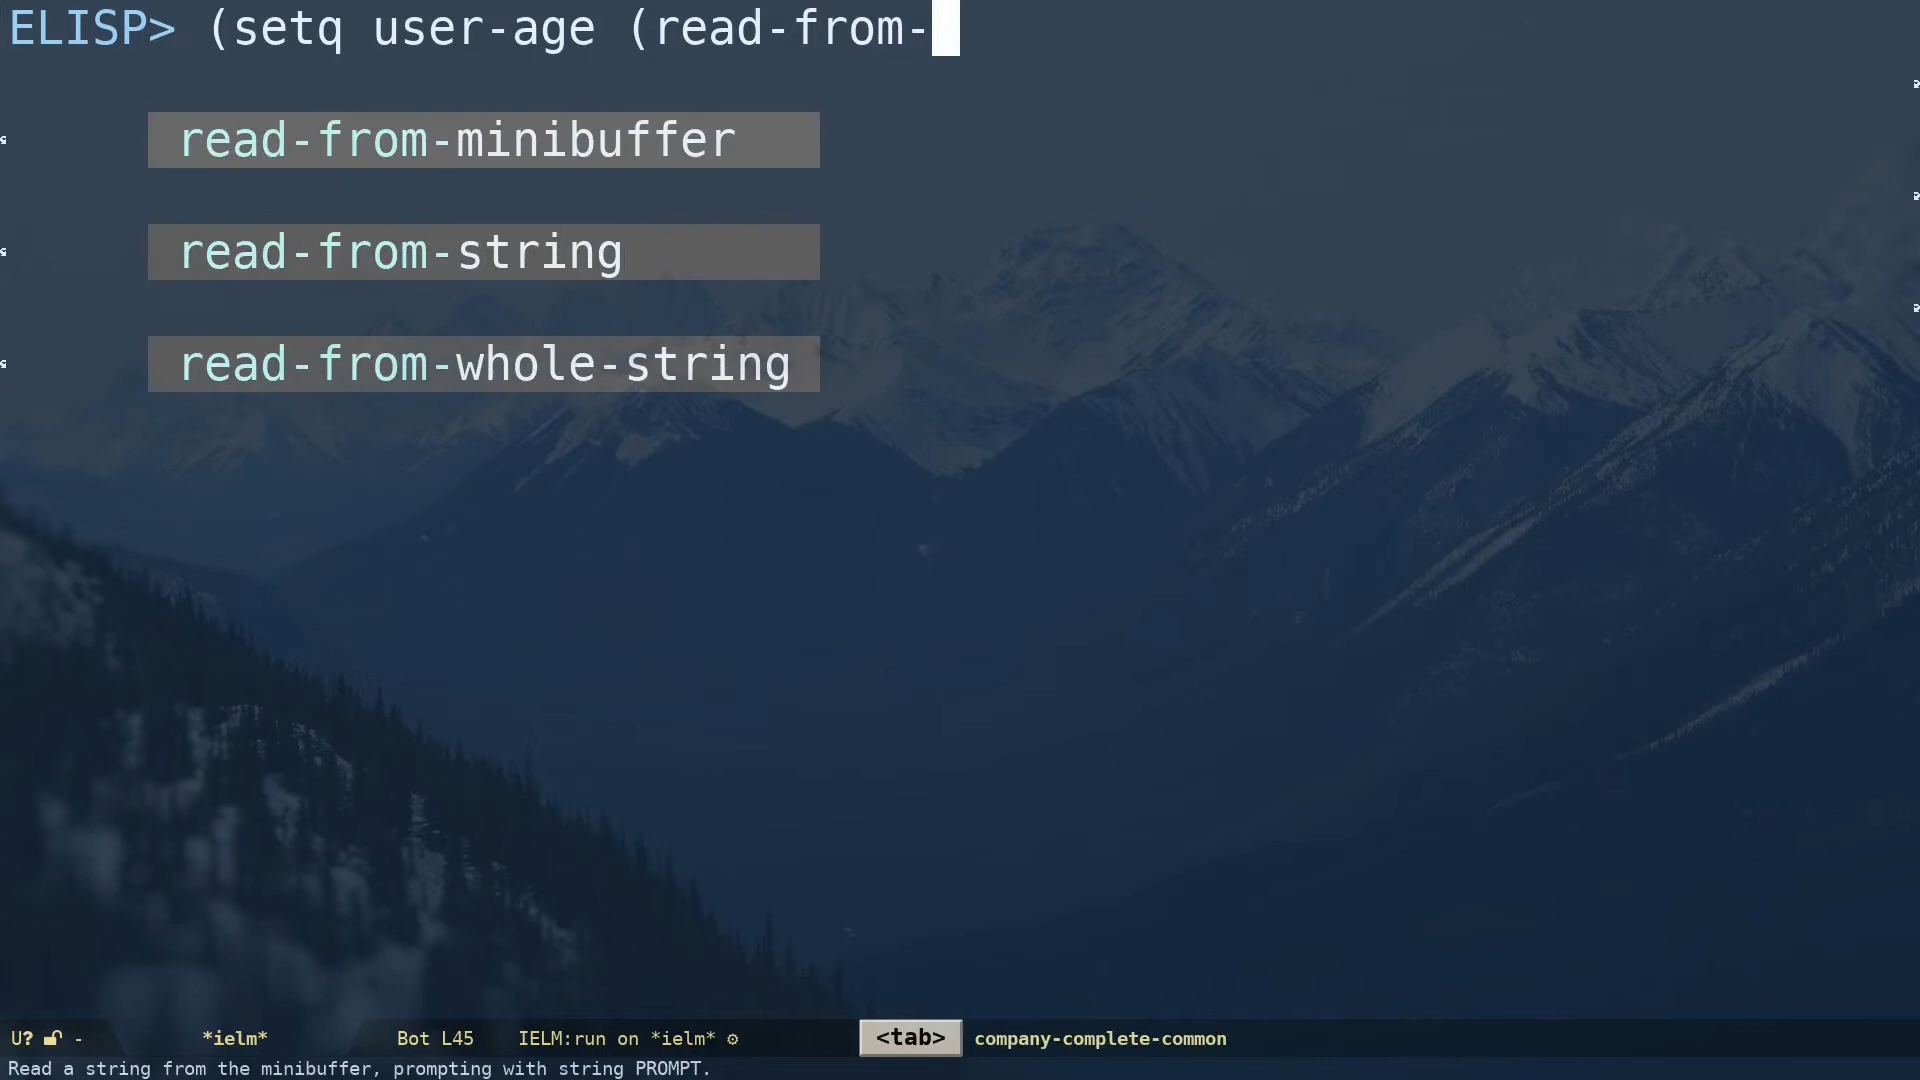 ELISP> (setq user-age (read-from-
read-from-minibuffer
read-from-string
read-from-whole-string
U? - *ielm* Bot L45 IELM:run on *ielm* <tab> company-complete-common
Read a string from the minibuffer, prompting with string PROMPT.